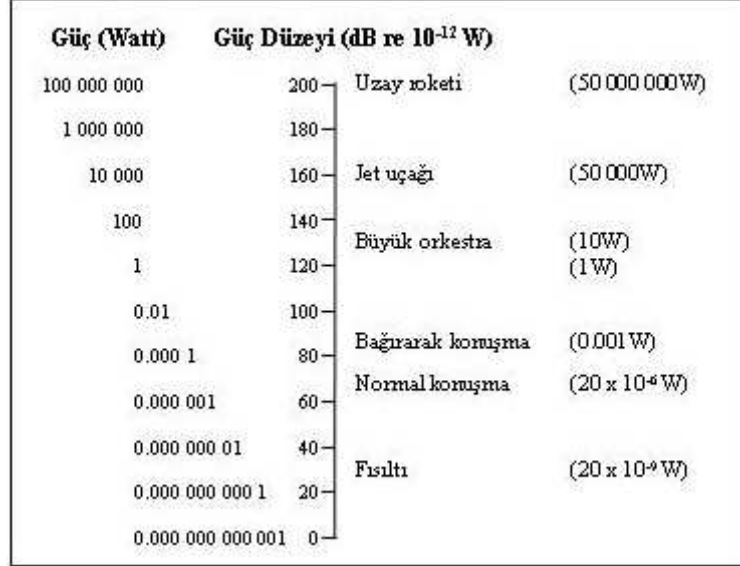 Güç (Watt) Güç Düzeyi (dB re 10⁻¹² W)
100 000 000 200 Uzay roketi (50 000 000W)
1 000 000 180
10 000 160 Jet uçağı (50 000W)
100 140
Büyük orkestra (10W)
1 120 (1W)
0.01 100
Bağırarak konuşma (0.001W)
0.000 1 80
Normal konuşma (20 x 10⁻⁶ W)
0.000 001 60
0.000 000 01 40
Fısıltı (20 x 10⁻⁹ W)
0.000 000 000 1 20
0.000 000 000 001 0